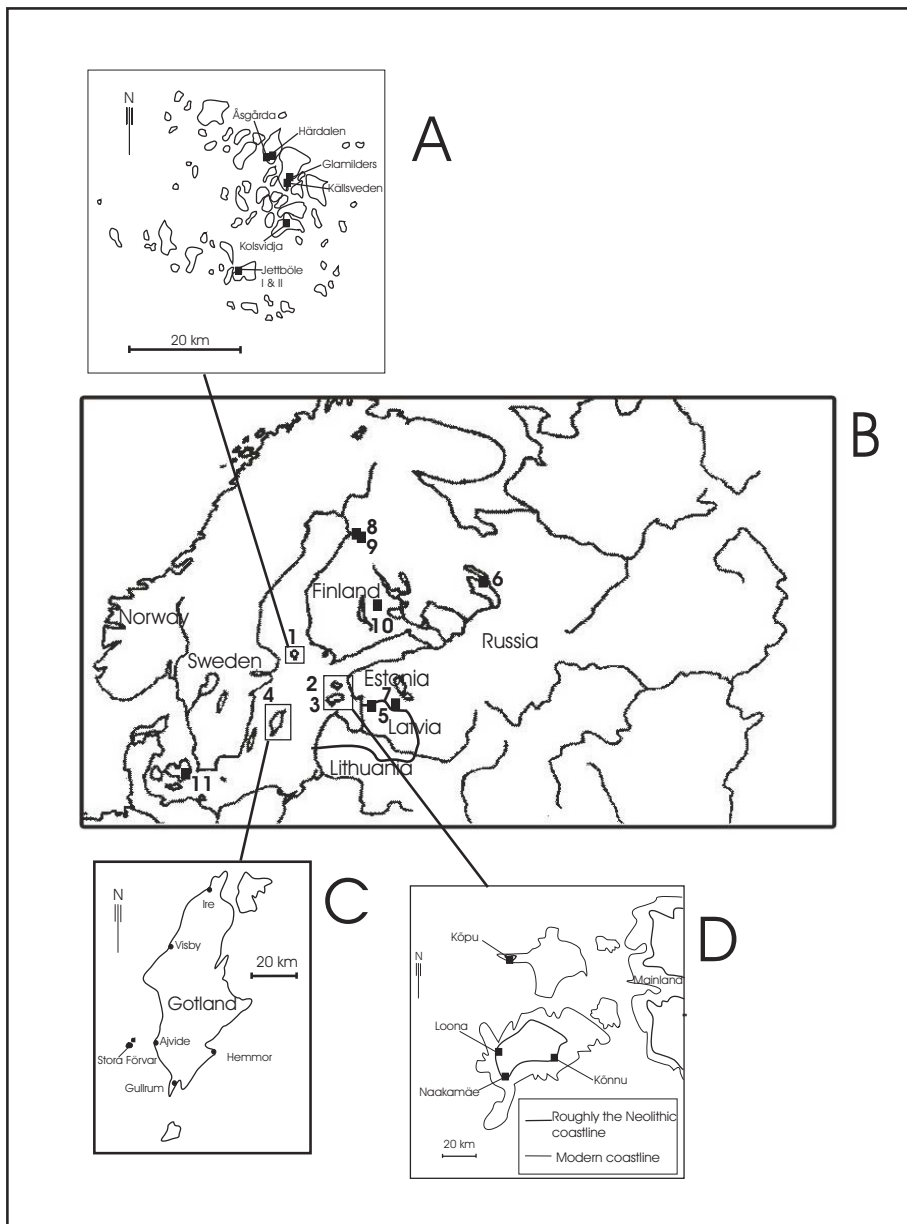 A
N
Åsgårda
Härdalen
Glamilders
Källsveden
Kolsvidja
Jettböle
I & II
20 km
B
8
9
Finland
6
10
Norway
Russia
1
Sweden
Estonia
2
4
7
3
5
Latvia
Lithuania
11
C
N
Ire
Visby
20 km
Gotland
Ajvide
Stora Förvar
Hemmor
Gullrum
D
N
Kõpu
Mainland
Loona
Naakamäe
Kõnnu
20 km
Roughly the Neolithic
coastline
Modern coastline